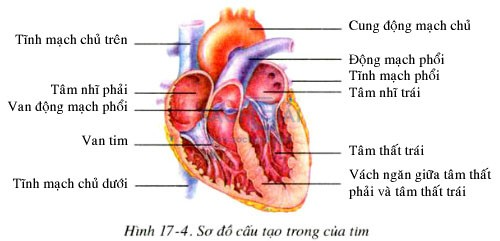 Tĩnh mạch chủ trên
Tâm nhĩ phải
Van động mạch phổi
Van tim
Tĩnh mạch chủ dưới
Cung động mạch chủ
Động mạch phổi
Tĩnh mạch phổi
Tâm nhĩ trái
Tâm thất trái
Vách ngăn giữa tâm thất
phải và tâm thất trái
Hình 17-4. Sơ đồ cấu tạo trong của tim